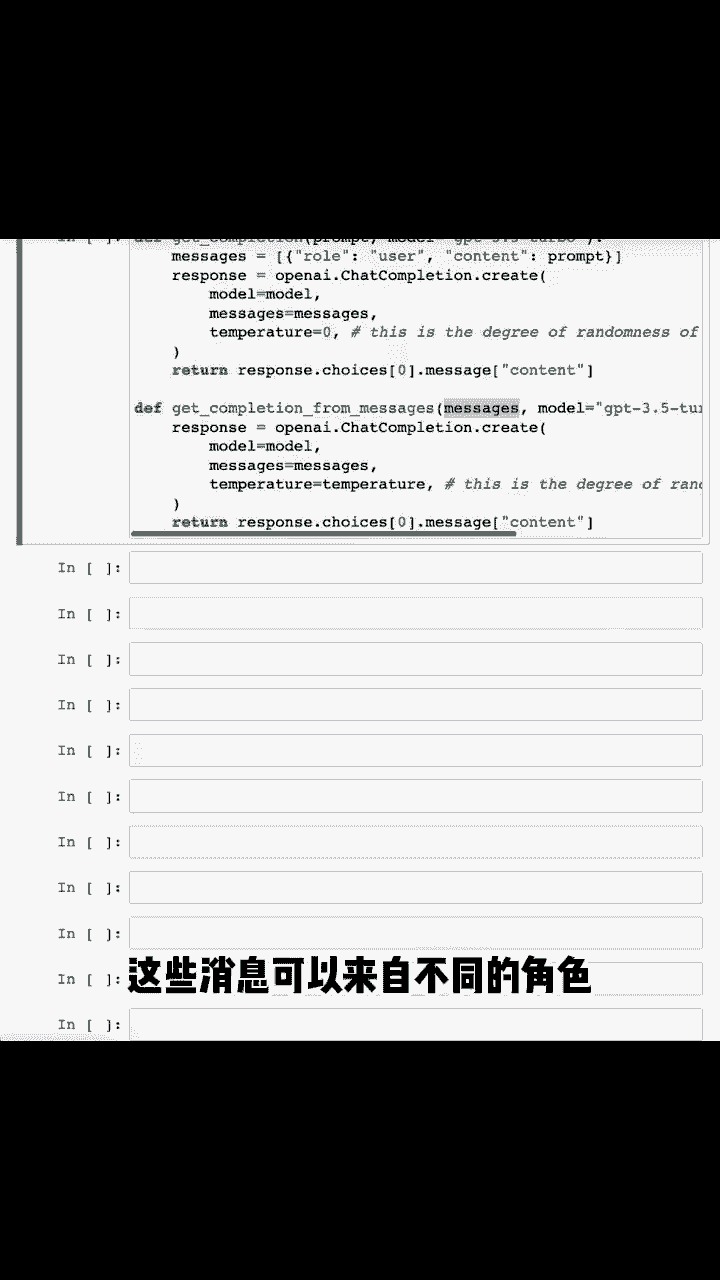 In [ ]: def get_completion(prompt, model="gpt-3.5-turbo"):
messages = [{"role": "user", "content": prompt}]
response = openai.ChatCompletion.create(
model=model,
messages=messages,
temperature=0, # this is the degree of randomness of
)
return response.choices[0].message["content"]
def get_completion_from_messages(messages, model="gpt-3.5-tu
response = openai.ChatCompletion.create(
model=model,
messages=messages,
temperature=temperature, # this is the degree of ran
)
return response.choices[0].message["content"]
In [ ]:
In [ ]:
In [ ]:
In [ ]:
In [ ]:
In [ ]:
In [ ]:
In [ ]:
In [ ]:
In [ ]:
这些消息可以来自不同的角色
In [ ]: